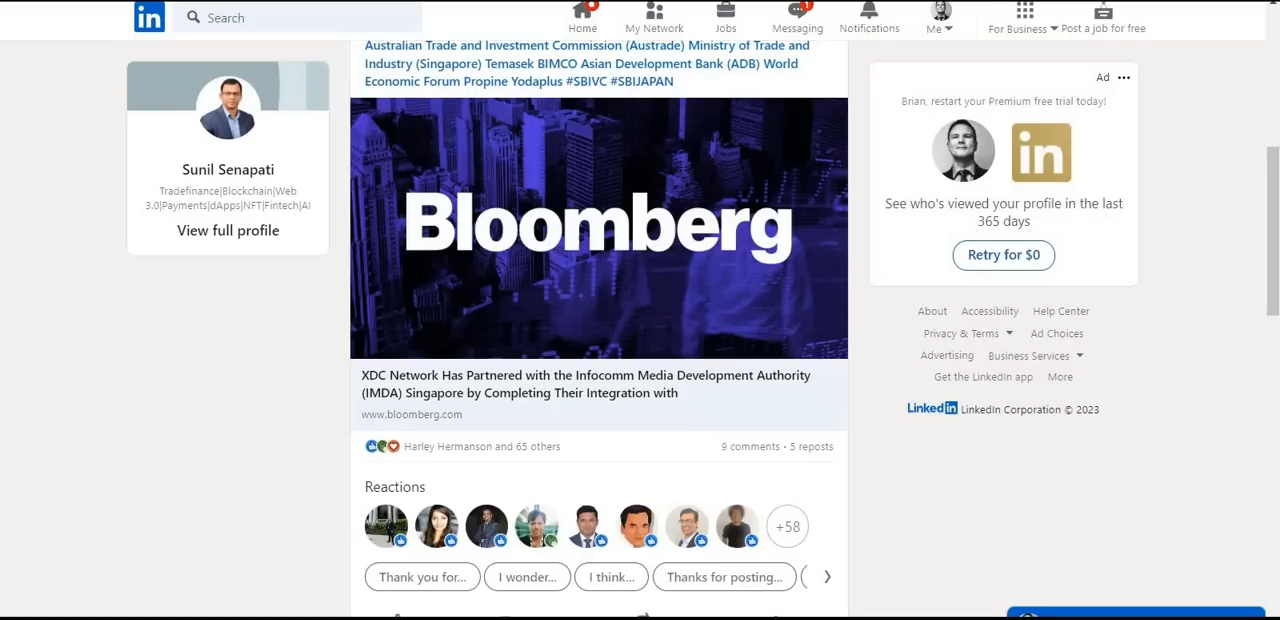 in
Search
Home
My Network
Jobs
1
Messaging
Notifications
Me
For Business
Post a job for free
Sunil Senapati
Tradefinance|Blockchain|Web
3.0|Payments|dApps|NFT|Fintech|AI
View full profile
Australian Trade and Investment Commission (Austrade) Ministry of Trade and
Industry (Singapore) Temasek BIMCO Asian Development Bank (ADB) World
Economic Forum Propine Yodaplus #SBIVC #SBIJAPAN
Bloomberg
XDC Network Has Partnered with the Infocomm Media Development Authority
(IMDA) Singapore by Completing Their Integration with
www.bloomberg.com
Harley Hermanson and 65 others
9 comments • 5 reposts
Reactions
+58
Thank you for...
I wonder...
I think...
Thanks for posting...
Ad
Brian, restart your Premium free trial today!
in
See who's viewed your profile in the last
365 days
Retry for $0
About Accessibility Help Center
Privacy & Terms Ad Choices
Advertising Business Services
Get the LinkedIn app More
LinkedIn LinkedIn Corporation © 2023